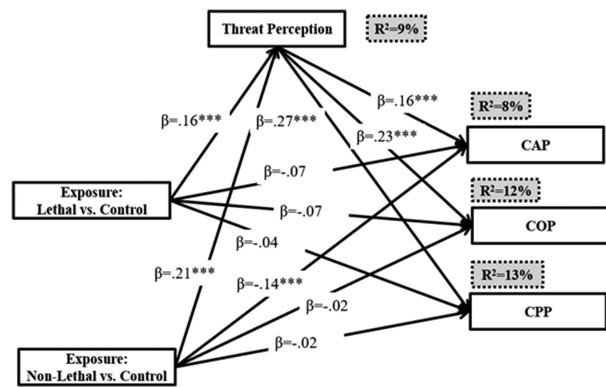 Threat Perception
R²=9%
β=.16***
R²=8%
β=.16***
β=.27***
β=.23***
CAP
β=-.07
Exposure:
Lethal vs. Control
R²=12%
β=-.07
COP
β=-.04
β=.21***
β=-.14***
R²=13%
β=-.02
CPP
β=-.02
Exposure:
Non-Lethal vs. Control